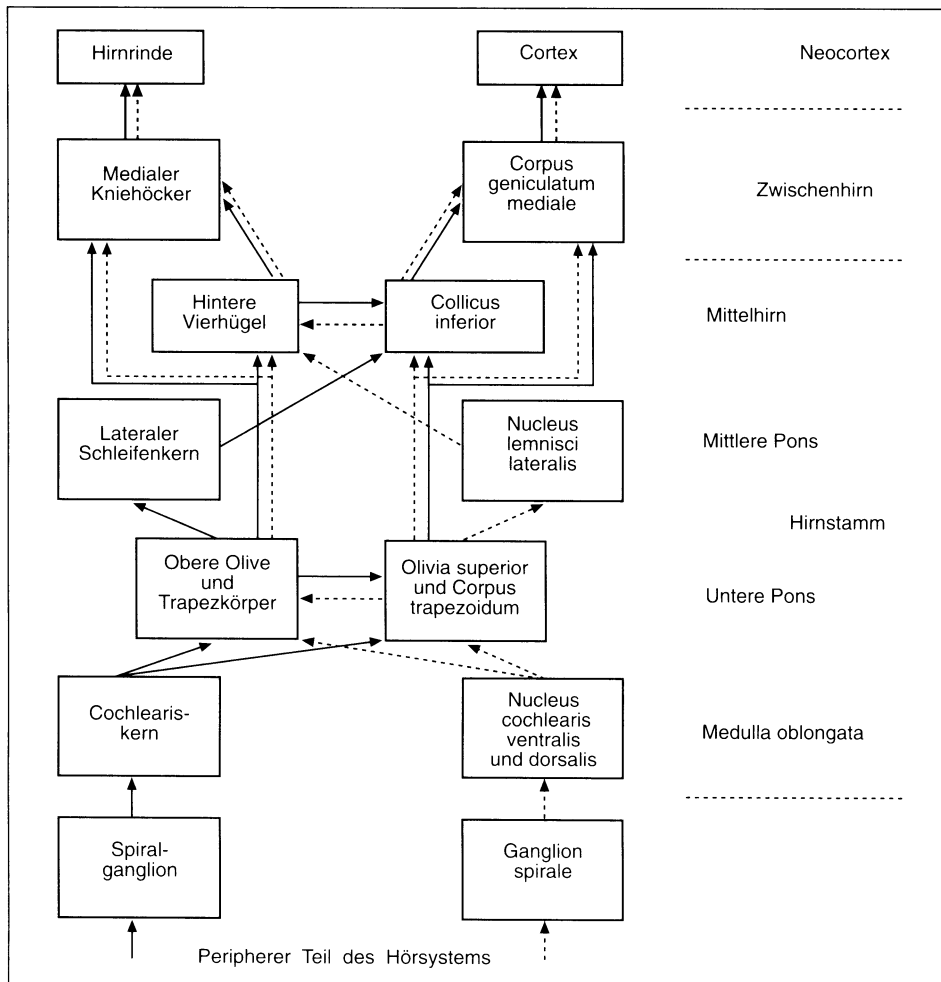 Hirnrinde
Cortex
Neocortex
Medialer
Kniehöcker
Corpus
geniculatum
mediale
Zwischenhirn
Hintere
Vierhügel
Collicus
inferior
Mittelhirn
Lateraler
Schleifenkern
Nucleus
lemnisci
lateralis
Mittlere Pons
Hirnstamm
Obere Olive
und
Trapezkörper
Olivia superior
und Corpus
trapezoidum
Untere Pons
Cochlearis-
kern
Nucleus
cochlearis
ventralis
und dorsalis
Medulla oblongata
Spiral-
ganglion
Ganglion
spirale
Peripherer Teil des Hörsystems